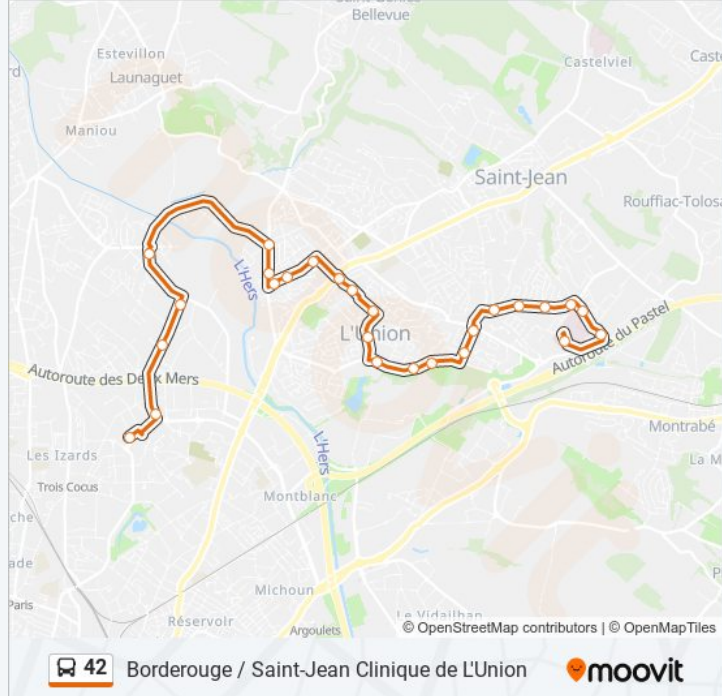 Bellevue
Estevillon
Launaguet
Castelviel
Maniou
Saint-Jean
Rouffiac-Tolosa
L'Hers
L'Union
Autoroute du Pastel
Autoroute des Deux Mers
Les Izards
L'Hers
Montrabé
Trois Cocus
Montblanc
Michoun
Paris
Réservoir
Argoulets
Le Vidailhan
© OpenStreetMap contributors | © OpenMapTiles
42 Borderouge / Saint-Jean Clinique de L'Union moovit